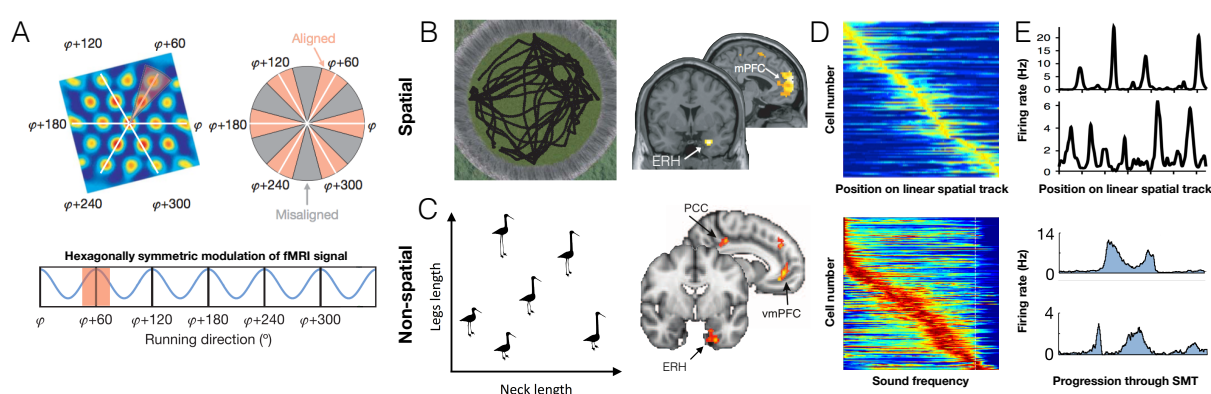 A
φ+120
φ+60
φ+180
φ
φ+240
φ+300
Aligned
φ+120
φ+60
φ+180
φ
φ+240
φ+300
Misaligned
Hexagonally symmetric modulation of fMRI signal
φ
φ+60
φ+120
φ+180
φ+240
φ+300
Running direction (º)
B
Spatial
mPFC
ERH
C
Non-spatial
Legs length
Neck length
PCC
vmPFC
ERH
D
Cell number
Position on linear spatial track
Cell number
Sound frequency
E
Firing rate (Hz)
20
15
10
5
0
6
4
2
0
Position on linear spatial track
Firing rate (Hz)
14
0
4
0
Progression through SMT